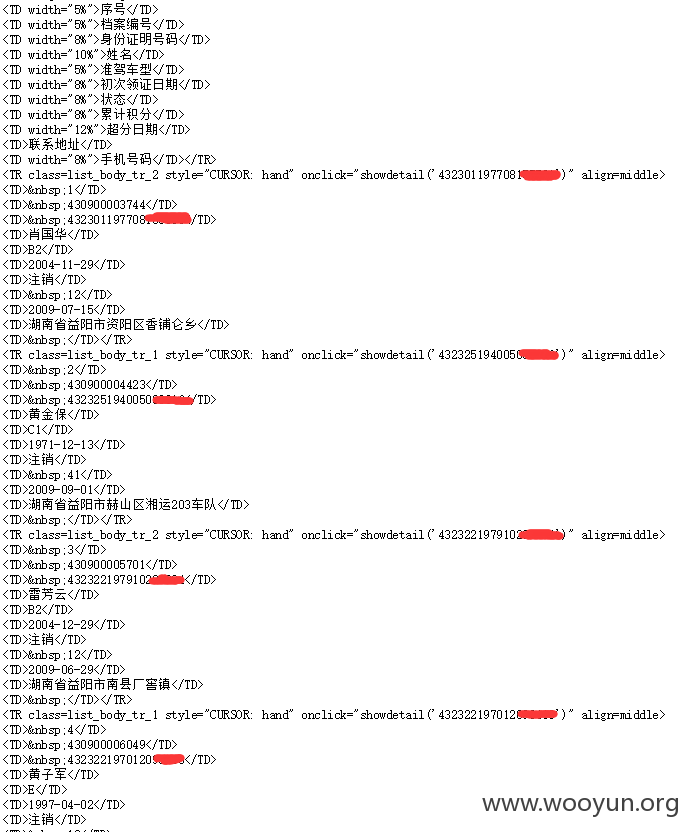 <TD width="5%">序号</TD>
<TD width="5%">档案编号</TD>
<TD width="8%">身份证明号码</TD>
<TD width="10%">姓名</TD>
<TD width="5%">准驾车型</TD>
<TD width="8%">初次领证日期</TD>
<TD width="8%">状态</TD>
<TD width="8%">累计积分</TD>
<TD width="12%">超分日期</TD>
<TD>联系地址</TD>
<TD width="8%">手机号码</TD></TR>
<TR class=list_body_tr_2 style="CURSOR: hand" onclick="showdetail('4323011977081 ')" align=middle>
<TD>&nbsp;1</TD>
<TD>&nbsp;430900003744</TD>
<TD>&nbsp;4323011977081 </TD>
<TD>肖国华</TD>
<TD>B2</TD>
<TD>2004-11-29</TD>
<TD>注销</TD>
<TD>&nbsp;12</TD>
<TD>2009-07-15</TD>
<TD>湖南省益阳市资阳区香铺仑乡</TD>
<TD>&nbsp;</TD></TR>
<TR class=list_body_tr_1 style="CURSOR: hand" onclick="showdetail('4323251940050 ')" align=middle>
<TD>&nbsp;2</TD>
<TD>&nbsp;430900004423</TD>
<TD>&nbsp;4323251940050 </TD>
<TD>黄金保</TD>
<TD>C1</TD>
<TD>1971-12-13</TD>
<TD>注销</TD>
<TD>&nbsp;41</TD>
<TD>2009-09-01</TD>
<TD>湖南省益阳市赫山区湘运203车队</TD>
<TD>&nbsp;</TD></TR>
<TR class=list_body_tr_2 style="CURSOR: hand" onclick="showdetail('4323221979102 ')" align=middle>
<TD>&nbsp;3</TD>
<TD>&nbsp;430900005701</TD>
<TD>&nbsp;4323221979102 </TD>
<TD>雷芳云</TD>
<TD>B2</TD>
<TD>2004-12-29</TD>
<TD>注销</TD>
<TD>&nbsp;12</TD>
<TD>2009-06-29</TD>
<TD>湖南省益阳市南县厂窖镇</TD>
<TD>&nbsp;</TD></TR>
<TR class=list_body_tr_1 style="CURSOR: hand" onclick="showdetail('4323221970120 ')" align=middle>
<TD>&nbsp;4</TD>
<TD>&nbsp;430900006049</TD>
<TD>&nbsp;4323221970120 </TD>
<TD>黄子军</TD>
<TD>E</TD>
<TD>1997-04-02</TD>
<TD>注销</TD>
www.wooyun.org